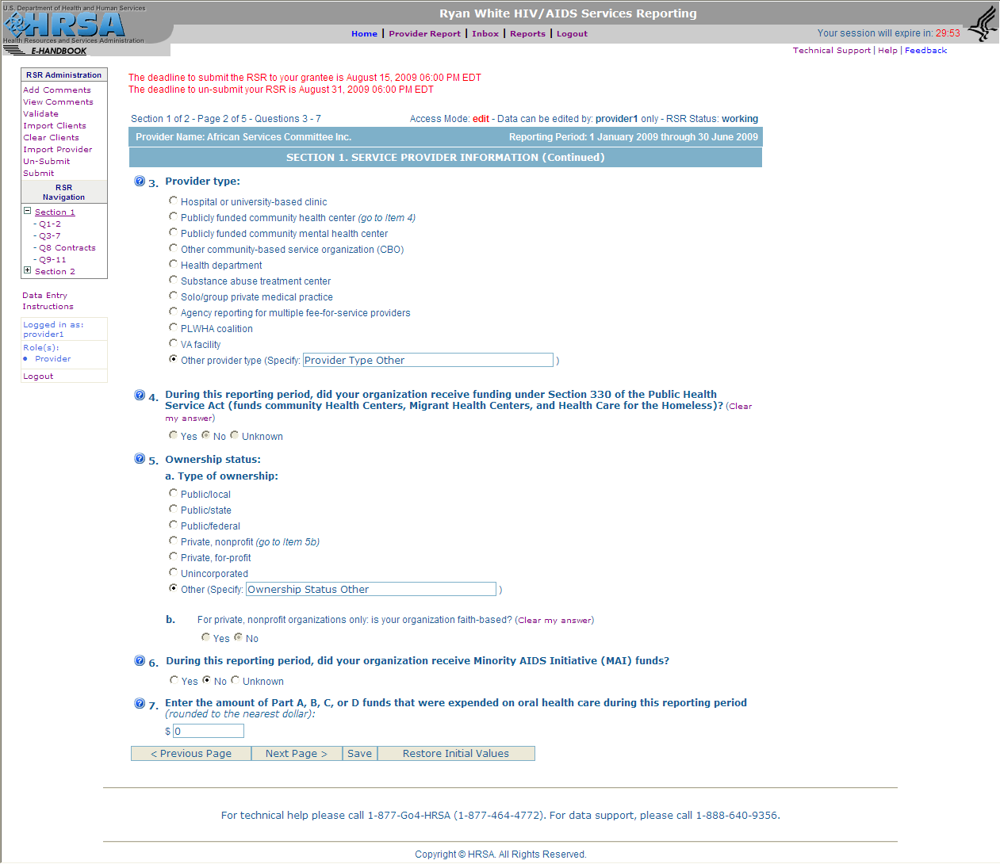 U.S. Department of Health and Human Services
HRSA
Health Resources and Services Administration
E-HANDBOOK
Ryan White HIV/AIDS Services Reporting
Home | Provider Report | Inbox | Reports | Logout
Your session will expire in: 29:53
Technical Support | Help | Feedback
RSR Administration
Add Comments
View Comments
Validate
Import Clients
Clear Clients
Import Provider
Un-Submit
Submit
RSR
Navigation
Section 1
- Q1-2
- Q3-7
- Q8 Contracts
- Q9-11
Section 2
Data Entry
Instructions
Logged in as:
provider1
Role(s):
Provider
Logout
The deadline to submit the RSR to your grantee is August 15, 2009 06:00 PM EDT
The deadline to un-submit your RSR is August 31, 2009 06:00 PM EDT
Section 1 of 2 - Page 2 of 5 - Questions 3 - 7
Access Mode: edit - Data can be edited by: provider1 only - RSR Status: working
Provider Name: African Services Committee Inc.
Reporting Period: 1 January 2009 through 30 June 2009
SECTION 1. SERVICE PROVIDER INFORMATION (Continued)
3. Provider type:
Hospital or university-based clinic
Publicly funded community health center (go to Item 4)
Publicly funded community mental health center
Other community-based service organization (CBO)
Health department
Substance abuse treatment center
Solo/group private medical practice
Agency reporting for multiple fee-for-service providers
PLWHA coalition
VA facility
Other provider type (Specify: Provider Type Other )
4. During this reporting period, did your organization receive funding under Section 330 of the Public Health
Service Act (funds community Health Centers, Migrant Health Centers, and Health Care for the Homeless)? (Clear
my answer)
Yes No Unknown
5. Ownership status:
a. Type of ownership:
Public/local
Public/state
Public/federal
Private, nonprofit (go to Item 5b)
Private, for-profit
Unincorporated
Other (Specify: Ownership Status Other )
b. For private, nonprofit organizations only: is your organization faith-based? (Clear my answer)
Yes No
6. During this reporting period, did your organization receive Minority AIDS Initiative (MAI) funds?
Yes No Unknown
7. Enter the amount of Part A, B, C, or D funds that were expended on oral health care during this reporting period
(rounded to the nearest dollar):
$ 0
< Previous Page Next Page > Save Restore Initial Values
For technical help please call 1-877-Go4-HRSA (1-877-464-4772). For data support, please call 1-888-640-9356.
Copyright © HRSA. All Rights Reserved.